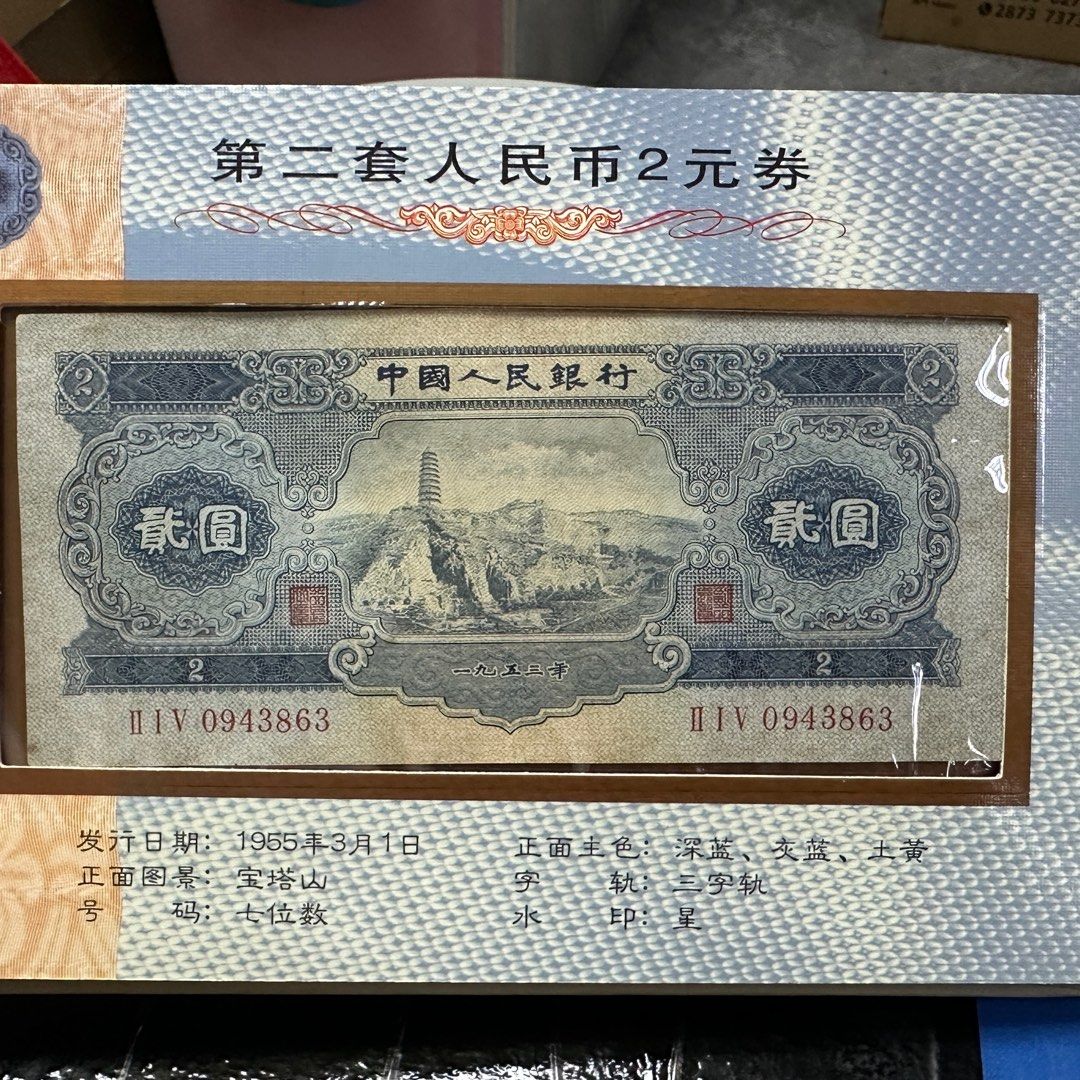 2873 737
第二套人民币2元券
2 中國人民銀行 2
貳圓 貳圓
一九五三年
2 2
II I V 0943863 II I V 0943863
发行日期：1955年3月1日 正面主色：深蓝、灰蓝、土黄
正面图景：宝塔山 字轨：三字轨
号码：七位数 水印：星